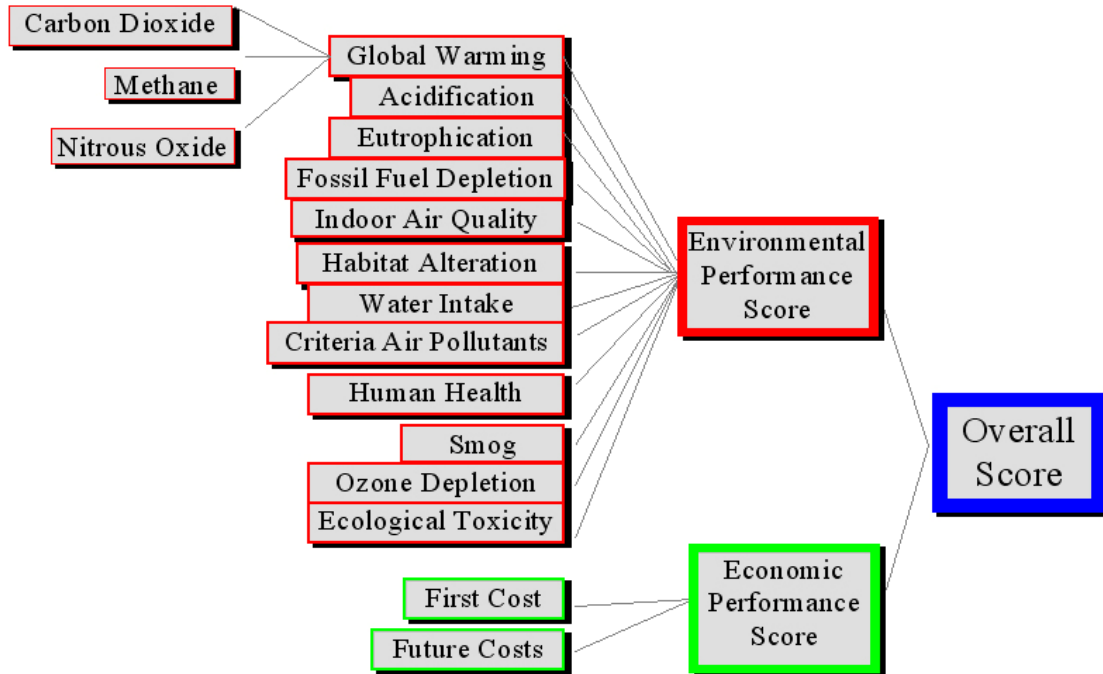 Carbon Dioxide
Methane
Nitrous Oxide
Global Warming
Acidification
Eutrophication
Fossil Fuel Depletion
Indoor Air Quality
Habitat Alteration
Water Intake
Criteria Air Pollutants
Human Health
Smog
Ozone Depletion
Ecological Toxicity
First Cost
Future Costs
Environmental
Performance
Score
Economic
Performance
Score
Overall
Score